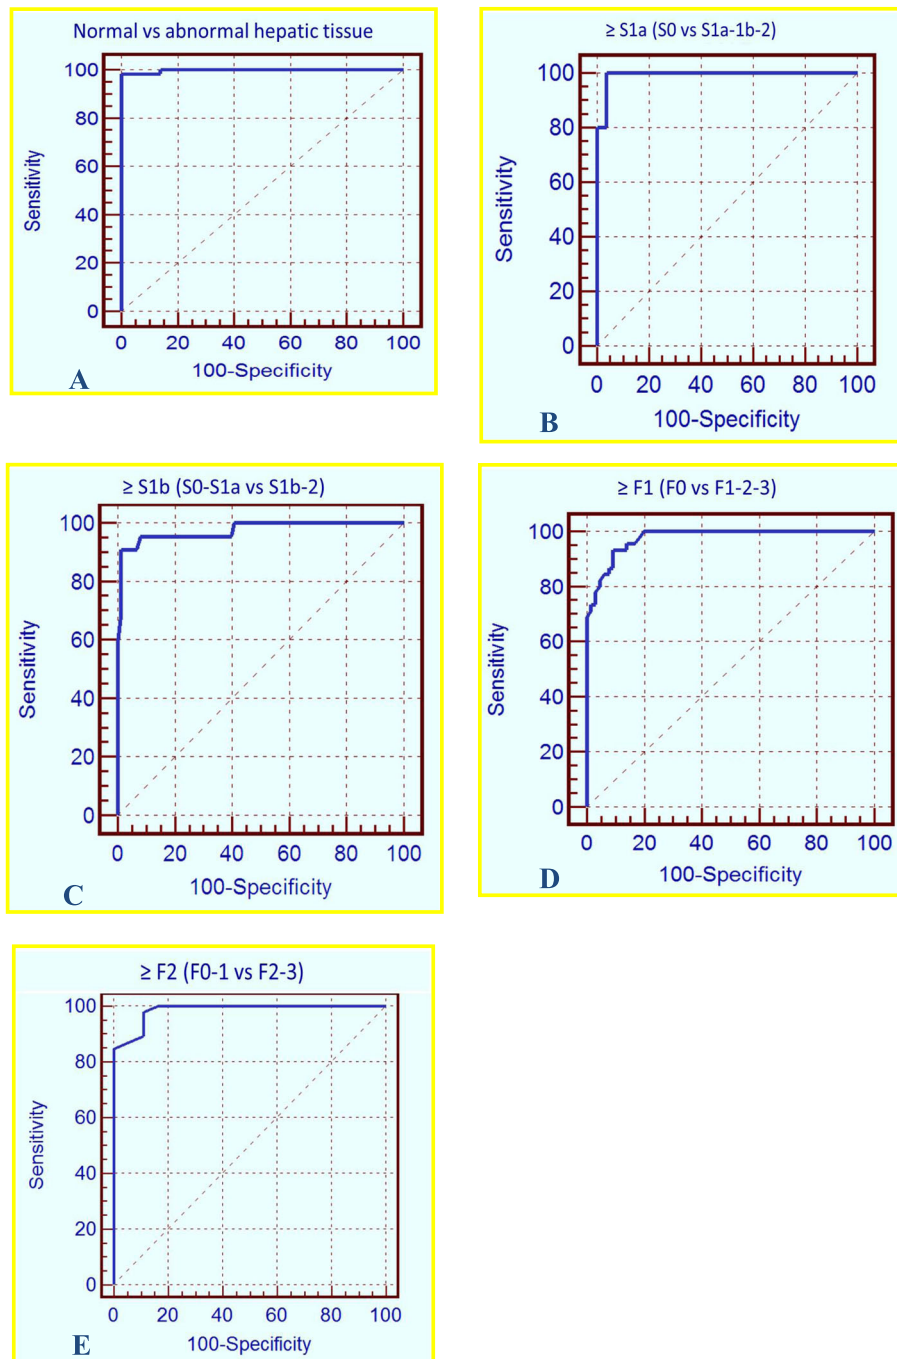 Normal vs abnormal hepatic tissue
100
80
60
40
20
0
Sensitivity
0 20 40 60 80 100
100-Specificity
A
≥ S1a (S0 vs S1a-1b-2)
100
80
60
40
20
0
Sensitivity
0 20 40 60 80 100
100-Specificity
B
≥ S1b (S0-S1a vs S1b-2)
100
80
60
40
20
0
Sensitivity
0 20 40 60 80 100
100-Specificity
C
≥ F1 (F0 vs F1-2-3)
100
80
60
40
20
0
Sensitivity
0 20 40 60 80 100
100-Specificity
D
≥ F2 (F0-1 vs F2-3)
100
80
60
40
20
0
Sensitivity
0 20 40 60 80 100
100-Specificity
E